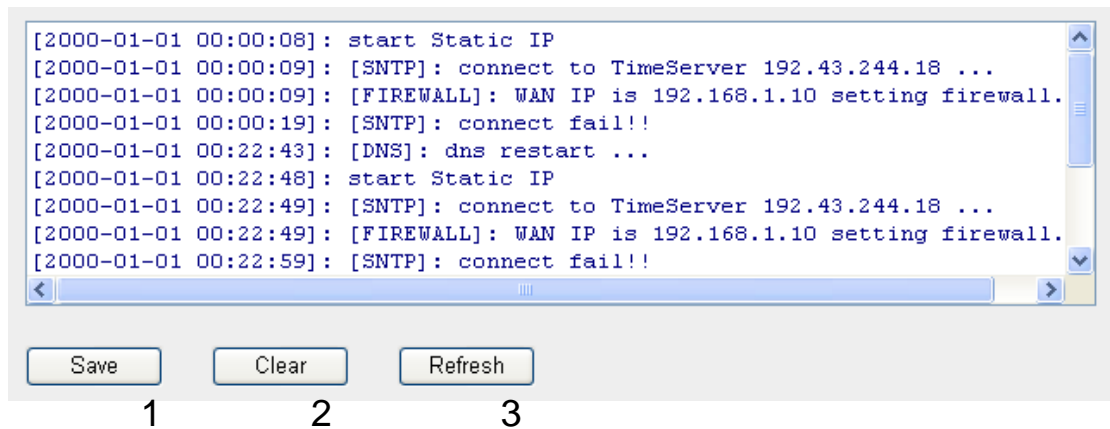 [2000-01-01 00:00:08]: start Static IP
[2000-01-01 00:00:09]: [SNTP]: connect to TimeServer 192.43.244.18 ...
[2000-01-01 00:00:09]: [FIREWALL]: WAN IP is 192.168.1.10 setting firewall.
[2000-01-01 00:00:19]: [SNTP]: connect fail!!
[2000-01-01 00:22:43]: [DNS]: dns restart ...
[2000-01-01 00:22:48]: start Static IP
[2000-01-01 00:22:49]: [SNTP]: connect to TimeServer 192.43.244.18 ...
[2000-01-01 00:22:49]: [FIREWALL]: WAN IP is 192.168.1.10 setting firewall.
[2000-01-01 00:22:59]: [SNTP]: connect fail!!
Save Clear Refresh
1 2 3